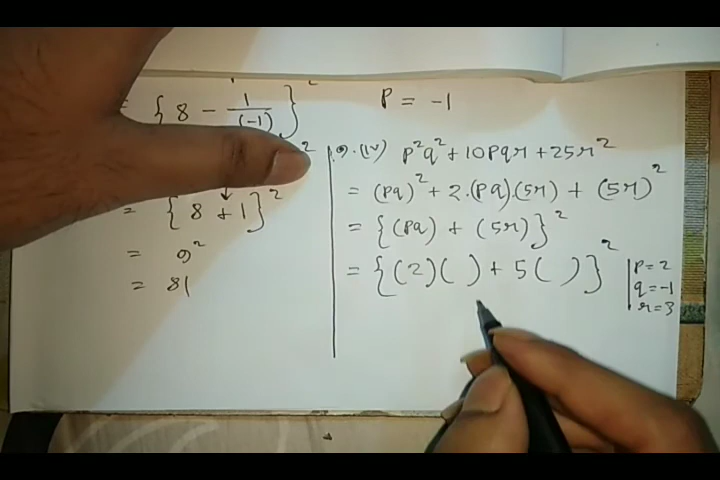 = {8 - 1/(-1)}²
= {8 + 1}²
= 9²
= 81
P = -1
9.(iv) p²q² + 10pqr + 25r²
= (pq)² + 2.(pq).(5r) + (5r)²
= {(pq) + (5r)}²
= {(2)( ) + 5( )}²
p = 2
q = -1
r = 3